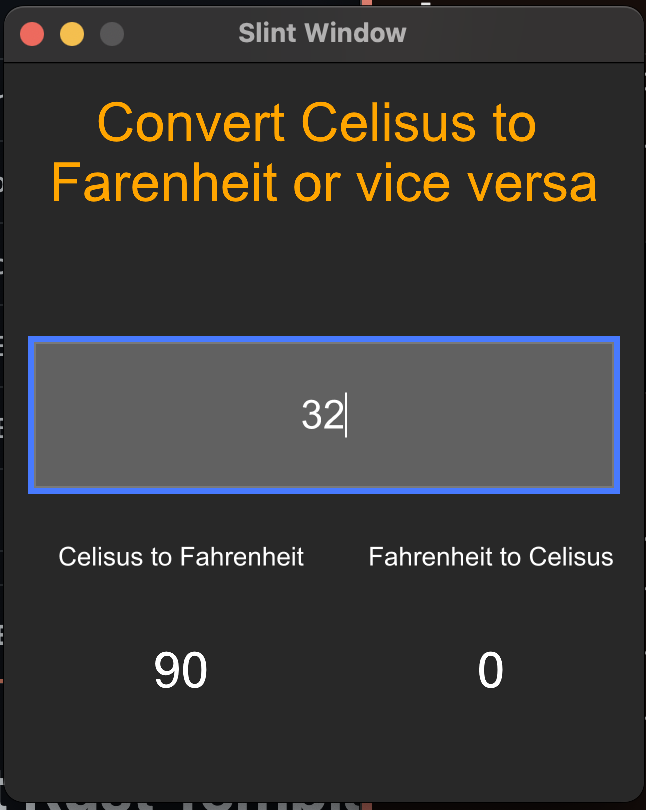 Slint Window
Convert Celisus to
Farenheit or vice versa
32
Celisus to Fahrenheit Fahrenheit to Celisus
90 0